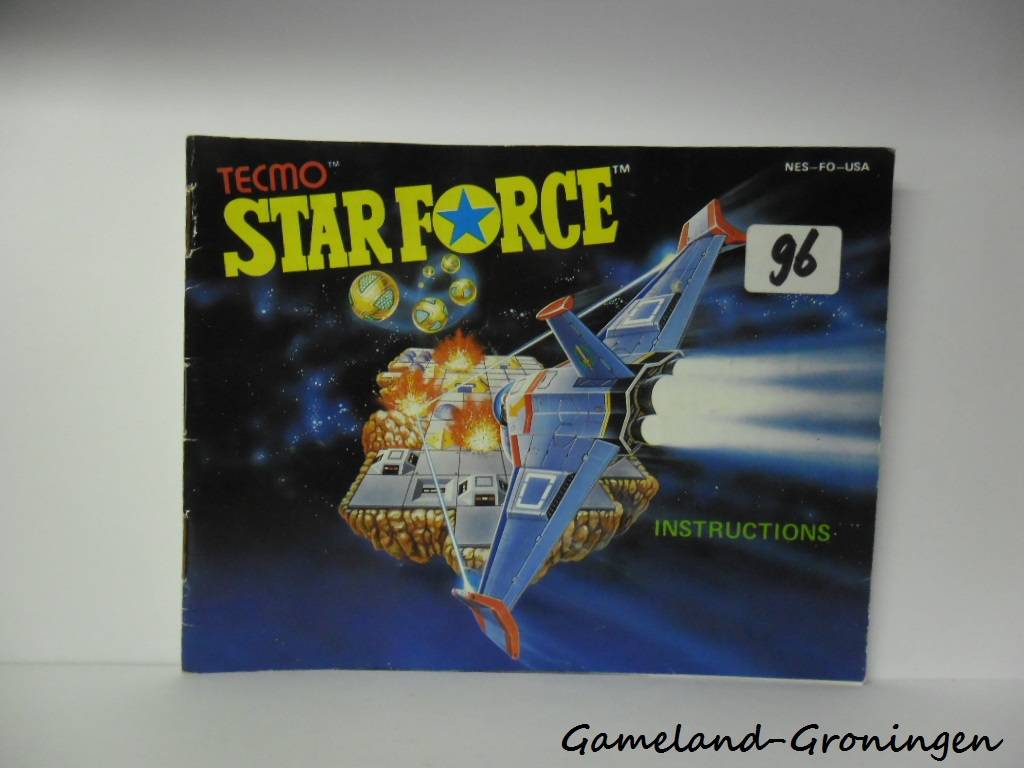 TECMO™
NES-FO-USA
STAR FORCE™
96
INSTRUCTIONS
Gameland-Groningen